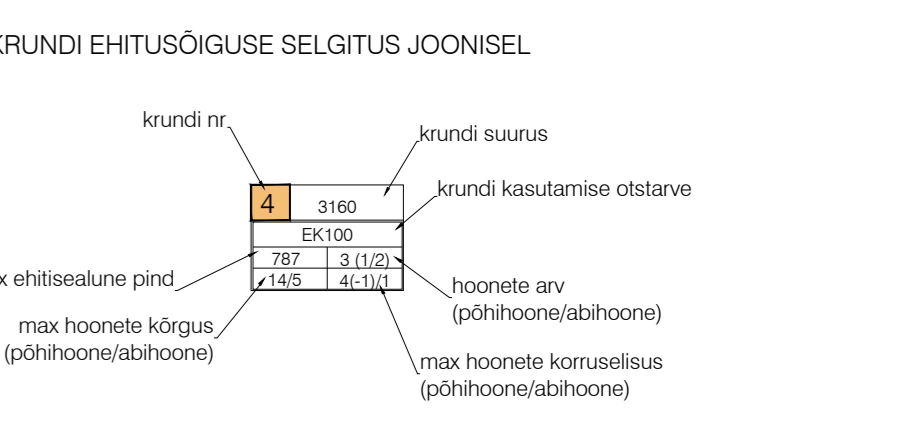 KRUNDI EHITUSÕIGUSE SELGITUS JOONISEL
krundi nr
krundi suurus
krundi kasutamise otstarve
4 3160
EK100
787 3 (1/2)
14/5 4(-1)/1
x ehitisealune pind
hoonete arv
(põhihoone/abihoone)
max hoonete kõrgus
(põhihoone/abihoone)
max hoonete korruselisus
(põhihoone/abihoone)